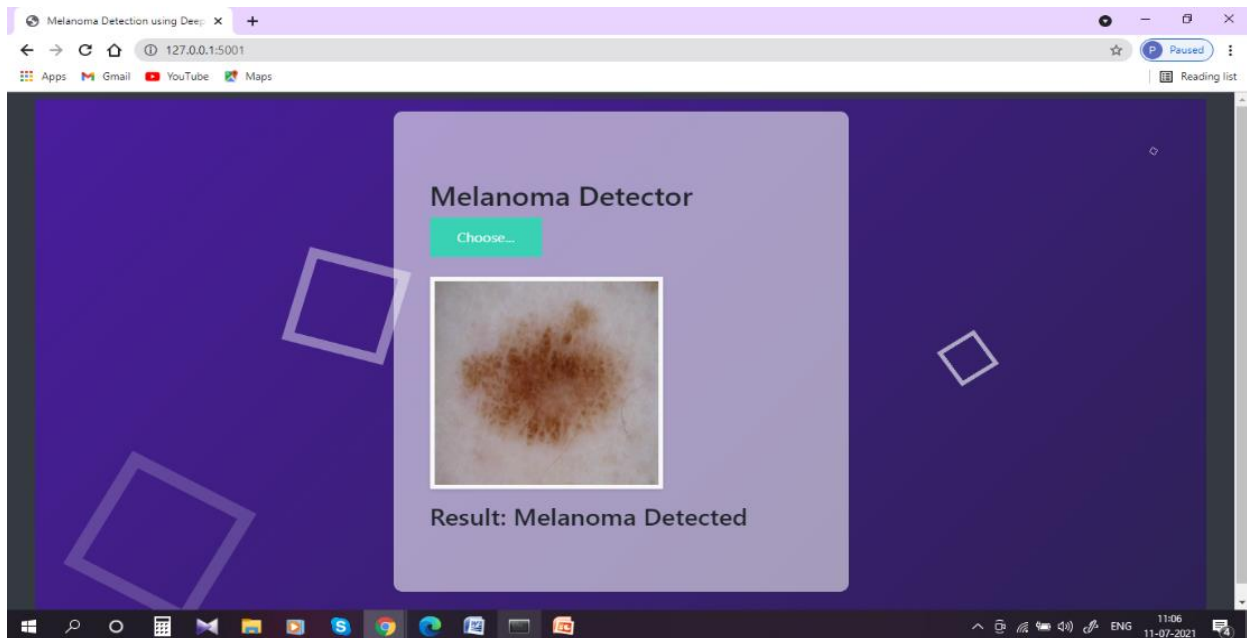 Melanoma Detection using Deep
127.0.0.1:5001
Paused
Apps
Gmail
YouTube
Maps
Reading list
Melanoma Detector
Choose...
Result: Melanoma Detected
ENG
11:06
11-07-2021